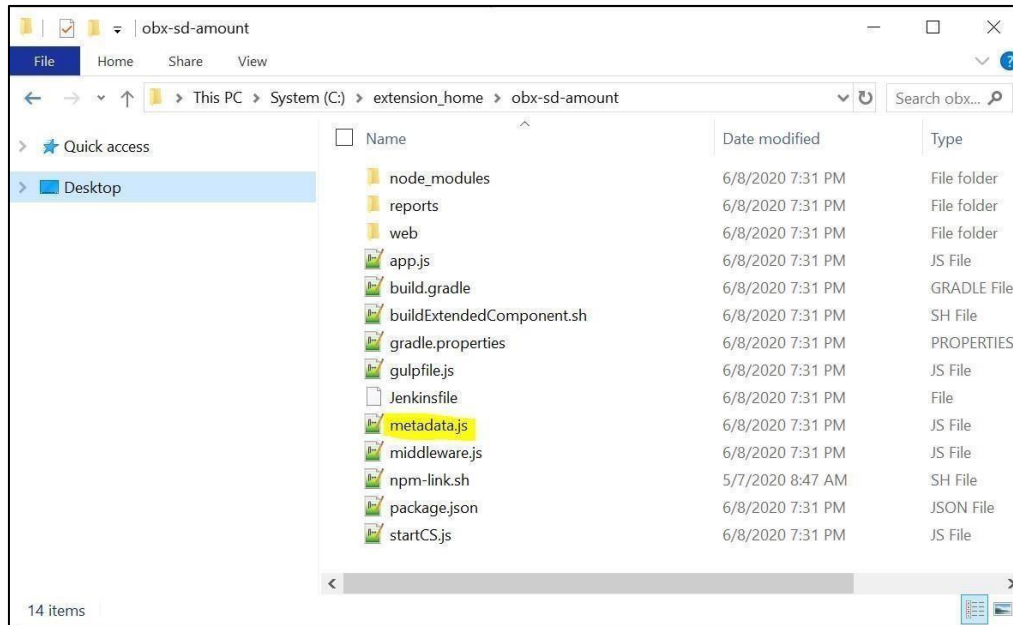 obx-sd-amount
File Home Share View
This PC > System (C:) > extension_home > obx-sd-amount
Search obx...
Quick access
Desktop
Name Date modified Type
node_modules 6/8/2020 7:31 PM File folder
reports 6/8/2020 7:31 PM File folder
web 6/8/2020 7:31 PM File folder
app.js 6/8/2020 7:31 PM JS File
build.gradle 6/8/2020 7:31 PM GRADLE File
buildExtendedComponent.sh 6/8/2020 7:31 PM SH File
gradle.properties 6/8/2020 7:31 PM PROPERTIES
gulpfile.js 6/8/2020 7:31 PM JS File
Jenkinsfile 6/8/2020 7:31 PM File
metadata.js 6/8/2020 7:31 PM JS File
middleware.js 6/8/2020 7:31 PM JS File
npm-link.sh 5/7/2020 8:47 AM SH File
package.json 6/8/2020 7:31 PM JSON File
startCS.js 6/8/2020 7:31 PM JS File
14 items